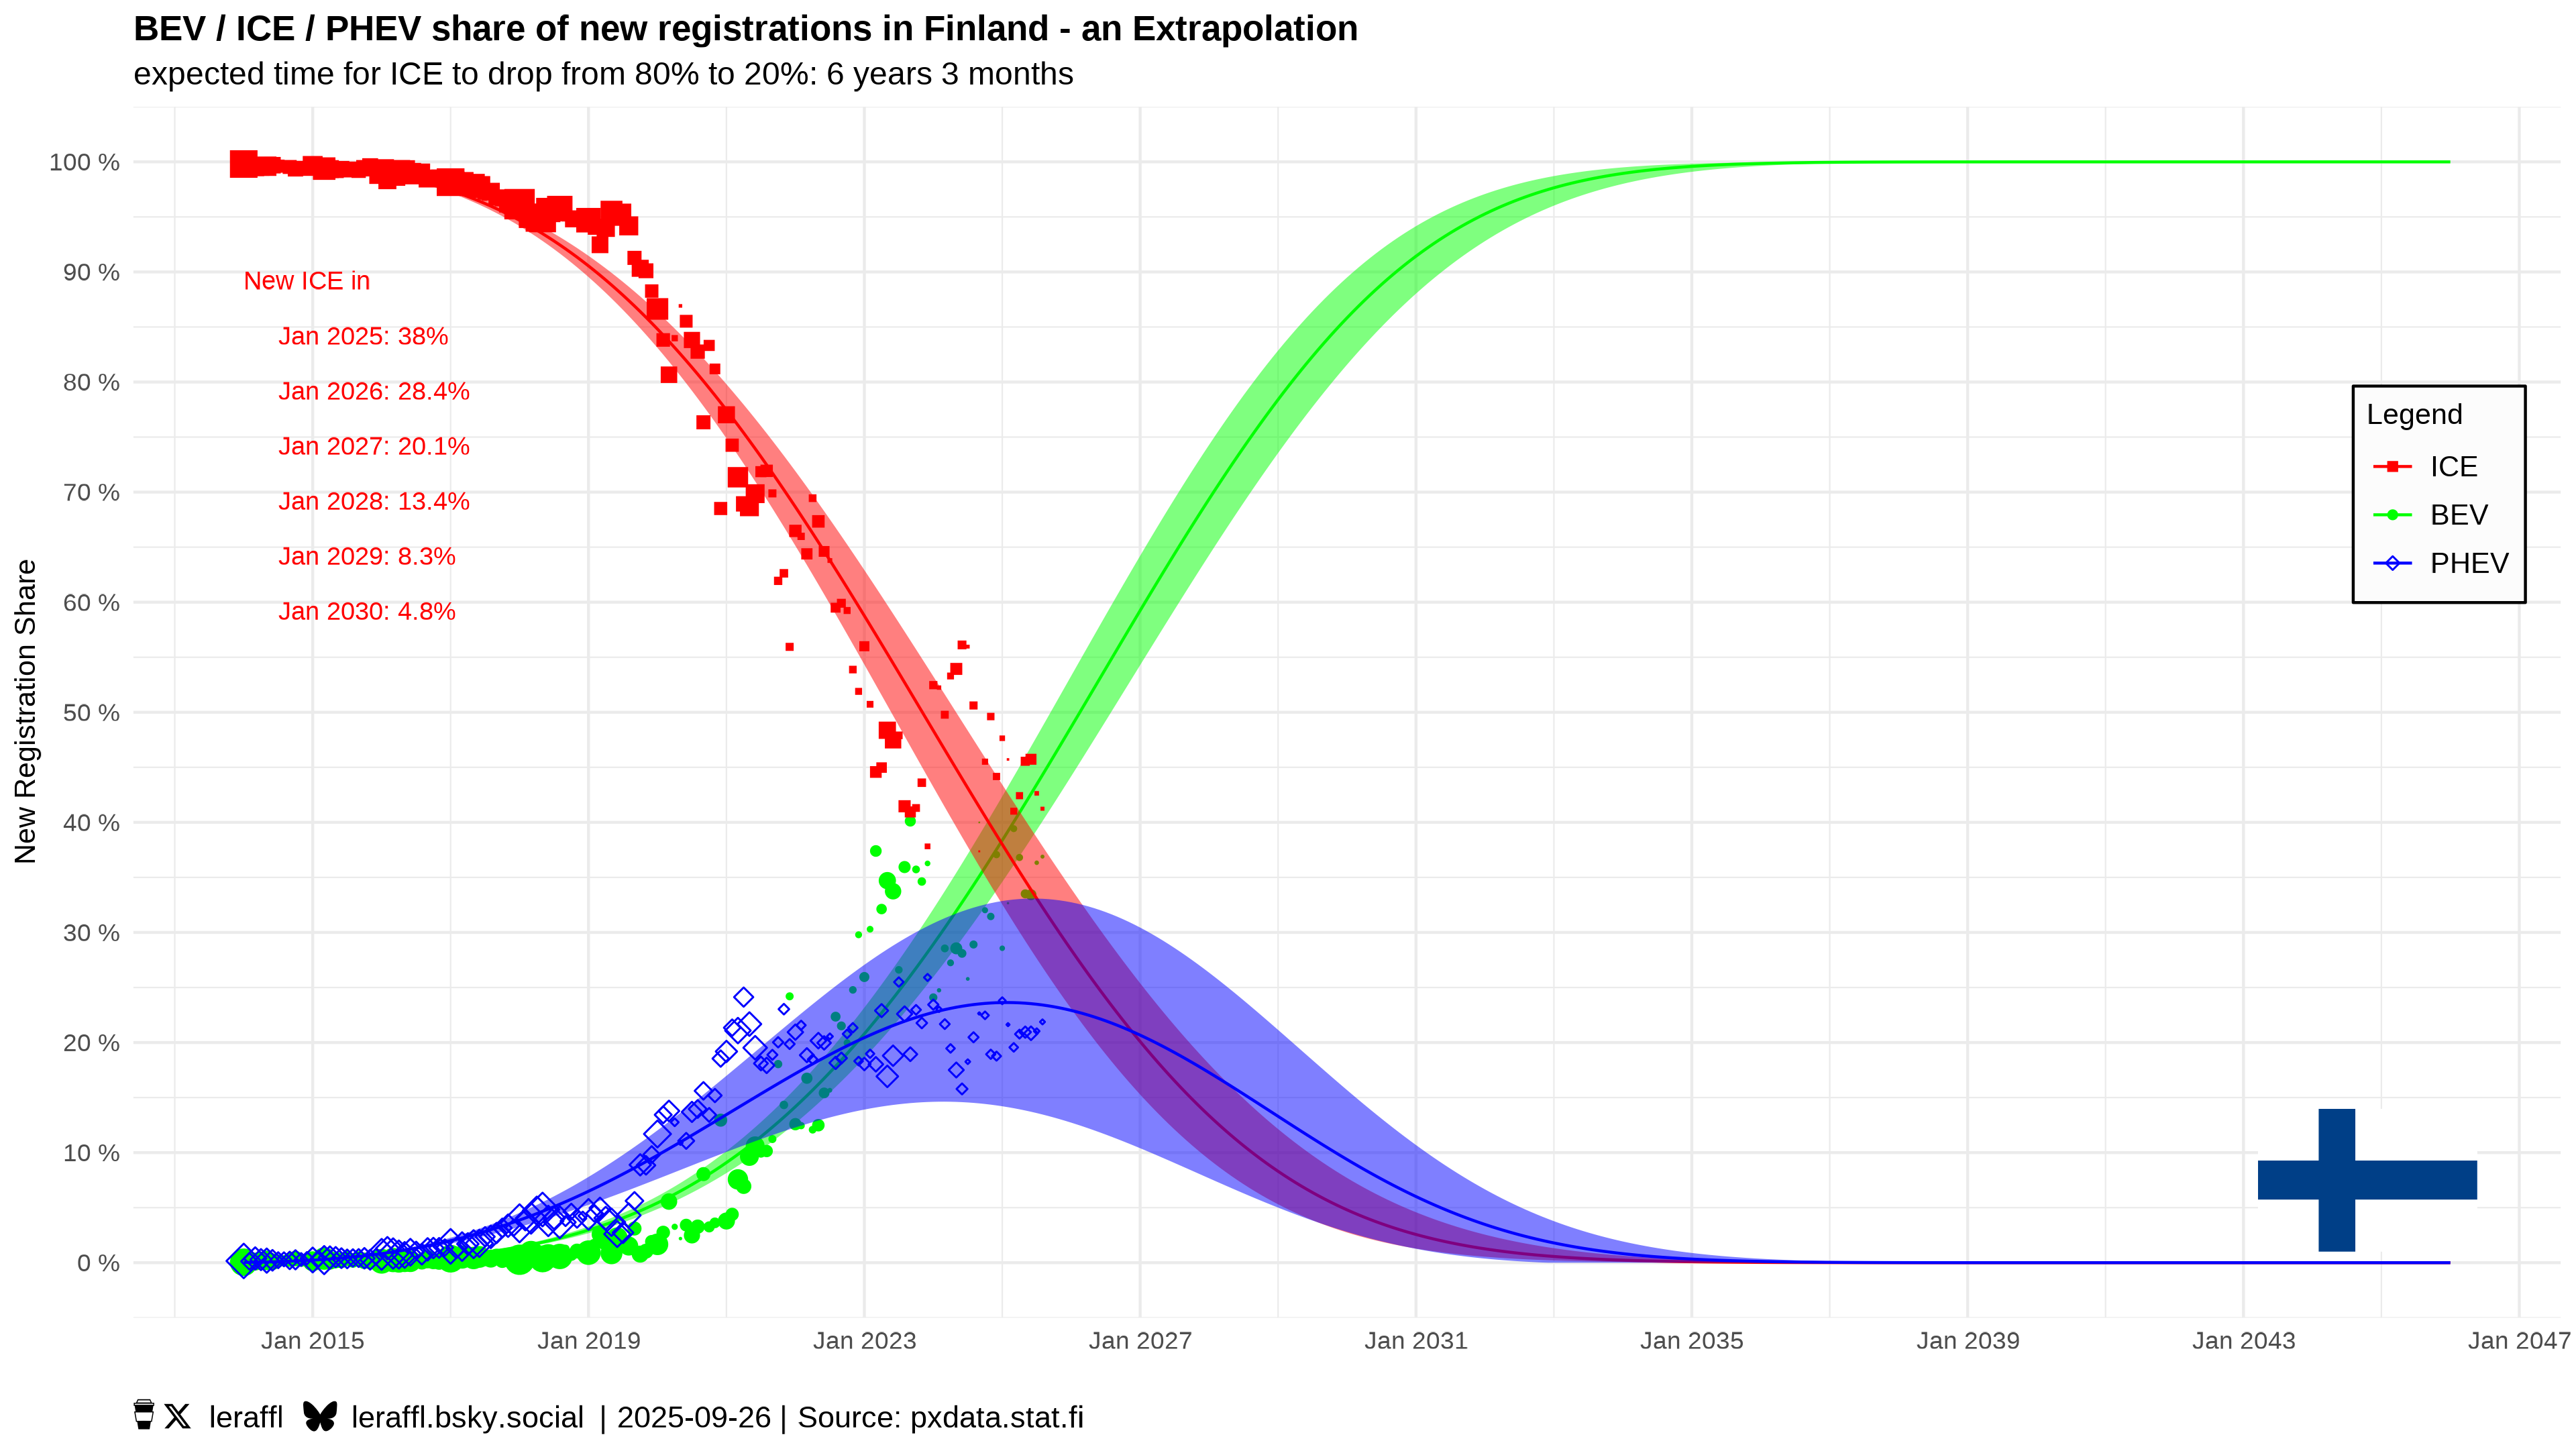 BEV / ICE / PHEV share of new registrations in Finland - an Extrapolation
expected time for ICE to drop from 80% to 20%: 6 years 3 months
New Registration Share
100 %
90 %
80 %
70 %
60 %
50 %
40 %
30 %
20 %
10 %
0 %
New ICE in
Jan 2025: 38%
Jan 2026: 28.4%
Jan 2027: 20.1%
Jan 2028: 13.4%
Jan 2029: 8.3%
Jan 2030: 4.8%
Legend
ICE
BEV
PHEV
Jan 2015 Jan 2019 Jan 2023 Jan 2027 Jan 2031 Jan 2035 Jan 2039 Jan 2043 Jan 2047
leraffl leraffl.bsky.social | 2025-09-26 | Source: pxdata.stat.fi